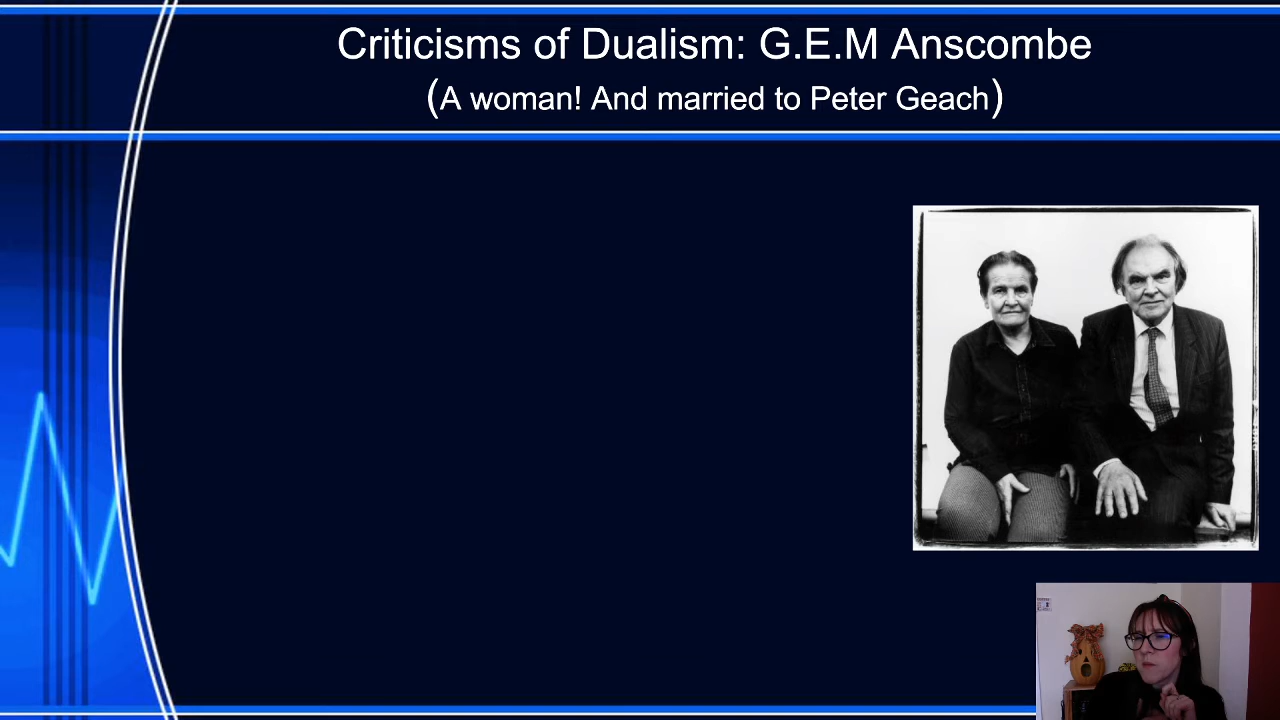 Criticisms of Dualism: G.E.M Anscombe
(A woman! And married to Peter Geach)